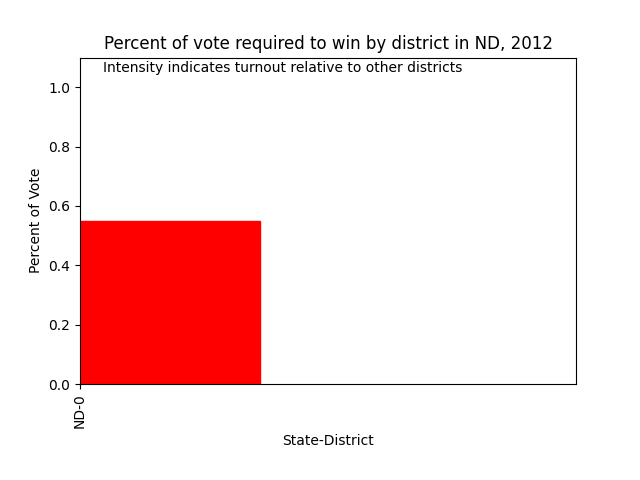 Percent of vote required to win by district in ND, 2012
Intensity indicates turnout relative to other districts
1.0
0.8
0.6
0.4
0.2
0.0
Percent of Vote
ND-0
State-District